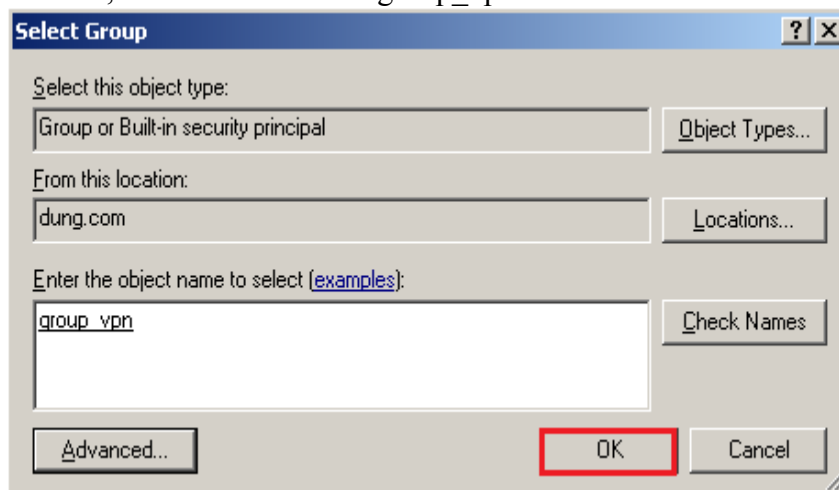 Select Group
? X
Select this object type:
Group or Built-in security principal
Object Types...
From this location:
dung.com
Locations...
Enter the object name to select (examples):
group_vpn
Check Names
Advanced...
OK
Cancel